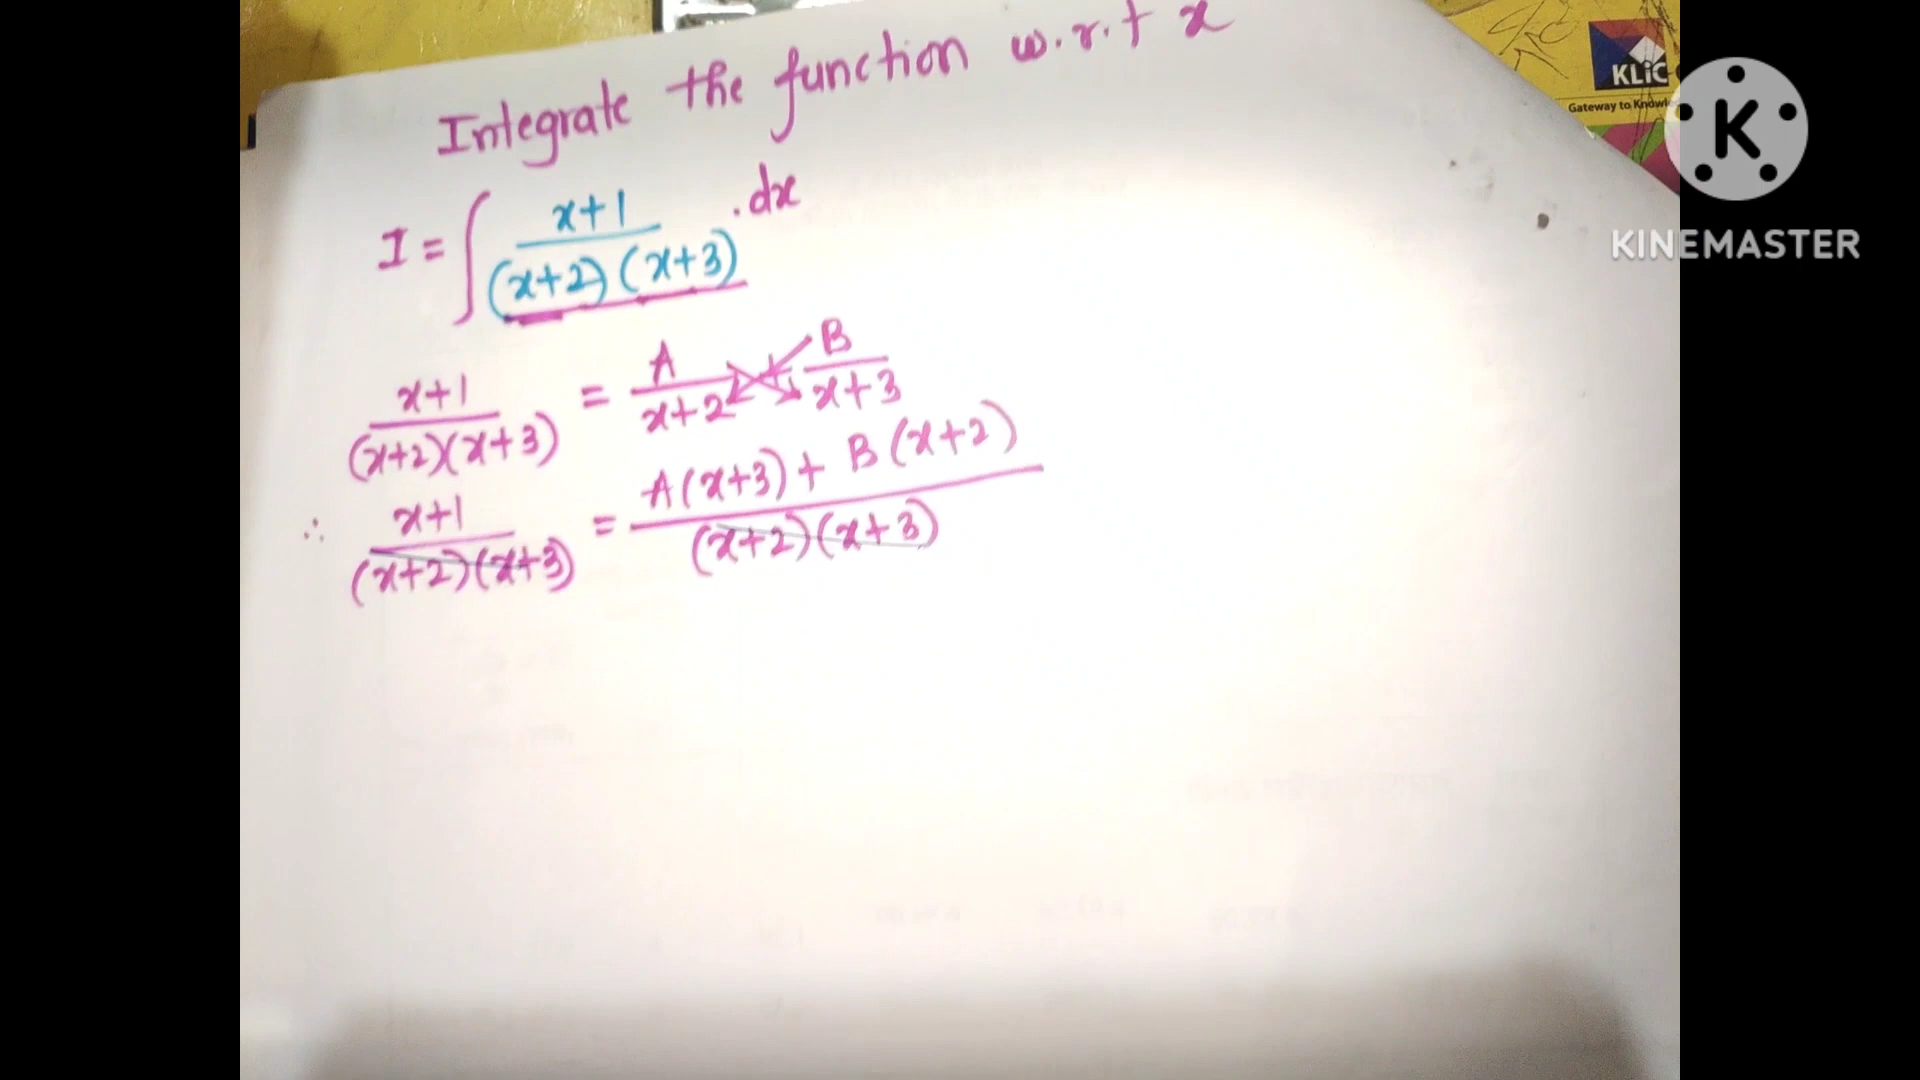 Integrate the function w.r.t x
I = ∫ x+1 / (x+2)(x+3) . dx
x+1 / (x+2)(x+3) = A / x+2 + B / x+3
∴ x+1 / (x+2)(x+3) = A(x+3) + B(x+2) / (x+2)(x+3)
KLiC
Gateway to
KINEMASTER